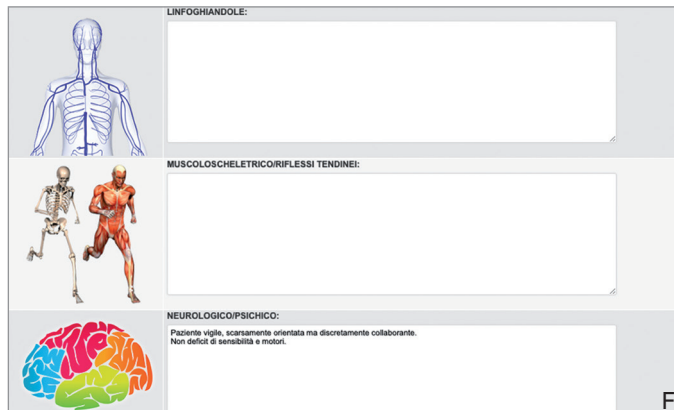 LINFOGHIANDOLE:
MUSCOLOSCHELETRICO/RIFLESSI TENDINEI:
NEUROLOGICO/PSICHICO:
Paziente vigile, scarsamente orientata ma discretamente collaborante.
Non deficit di sensibilità e motori.